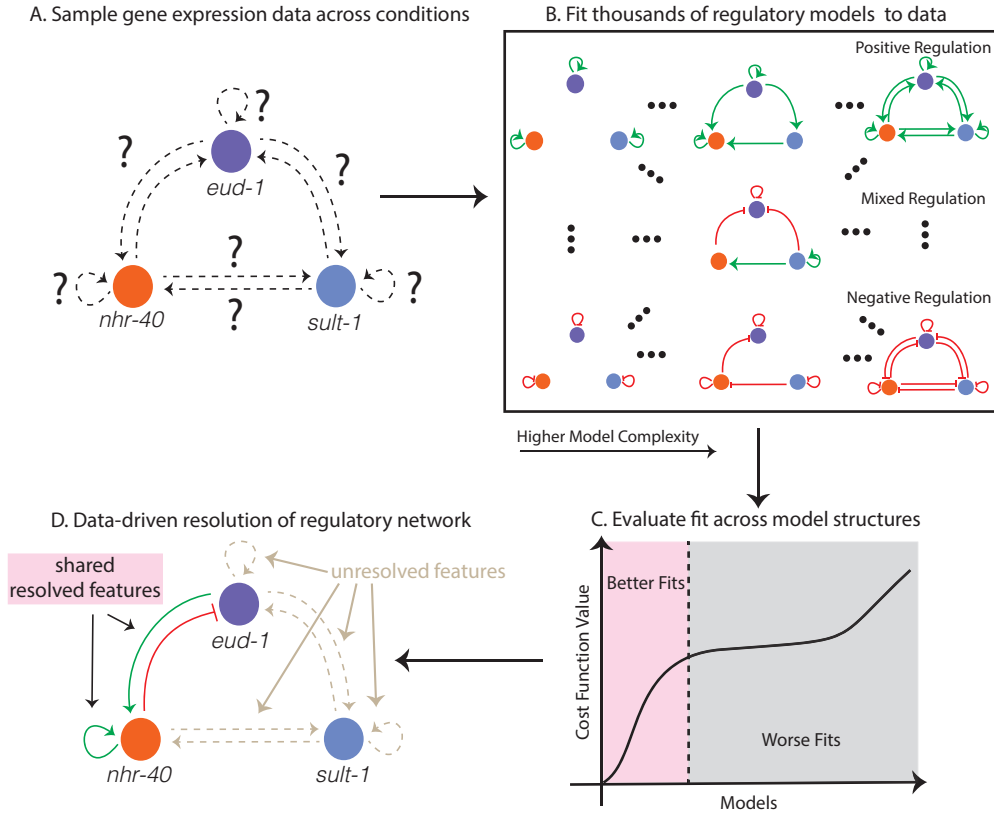 A. Sample gene expression data across conditions
?
?
?
eud-1
?
?
?
?
nhr-40
sult-1
B. Fit thousands of regulatory models to data
Positive Regulation
Mixed Regulation
Negative Regulation
Higher Model Complexity
C. Evaluate fit across model structures
Cost Function Value
Better Fits
Worse Fits
Models
D. Data-driven resolution of regulatory network
shared
resolved features
unresolved features
eud-1
nhr-40
sult-1